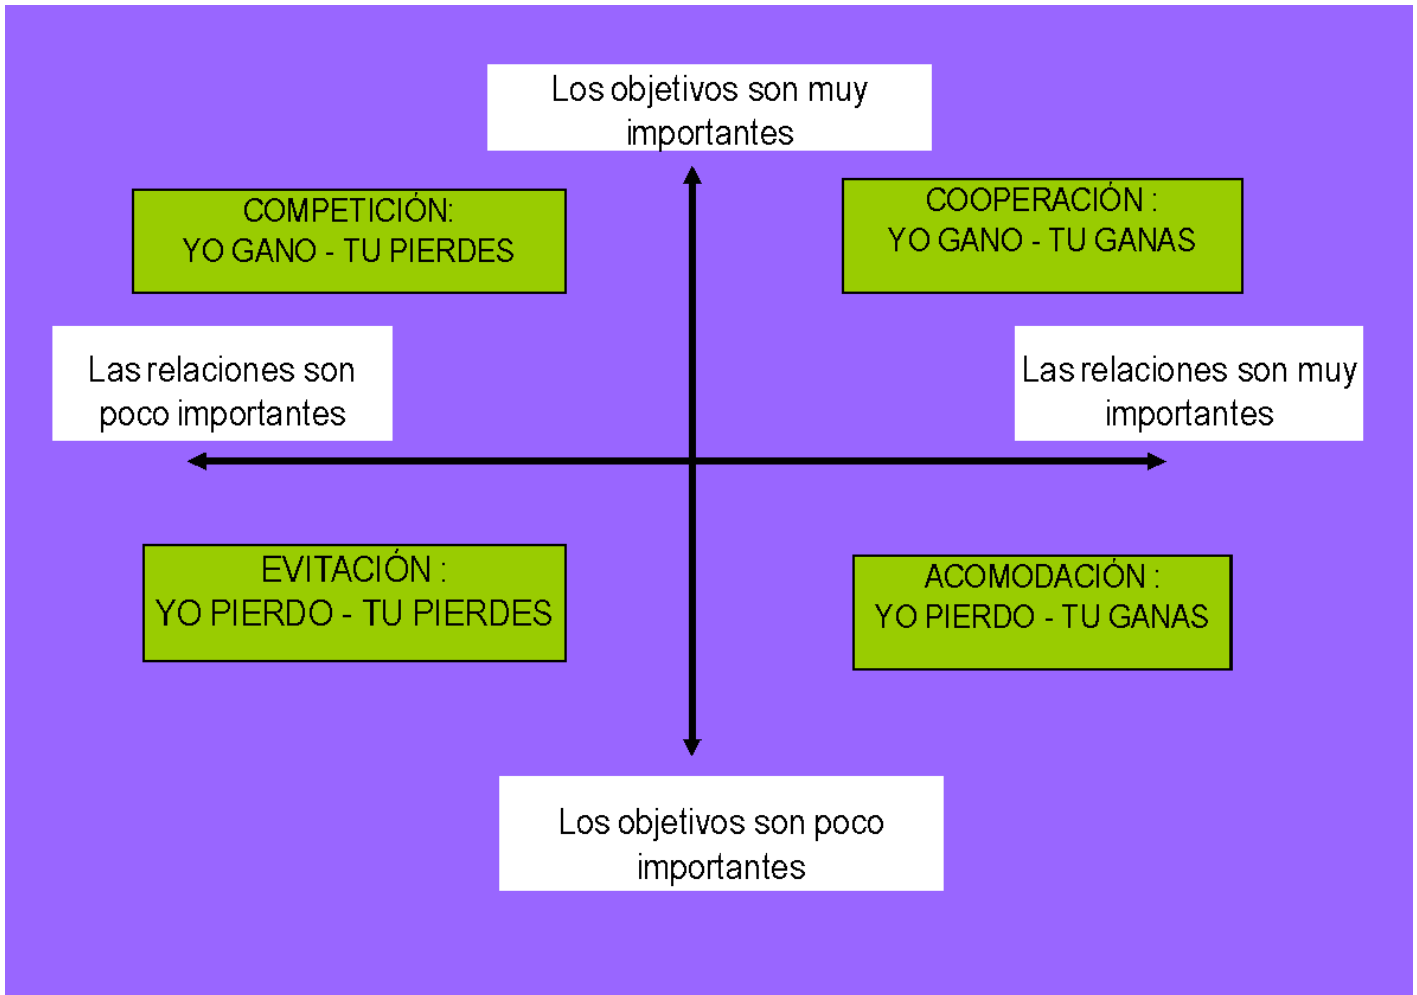 Los objetivos son muy
importantes
COMPETICIÓN:
YO GANO - TU PIERDES
COOPERACIÓN :
YO GANO - TU GANAS
Las relaciones son
poco importantes
Las relaciones son muy
importantes
EVITACIÓN :
YO PIERDO - TU PIERDES
ACOMODACIÓN :
YO PIERDO - TU GANAS
Los objetivos son poco
importantes